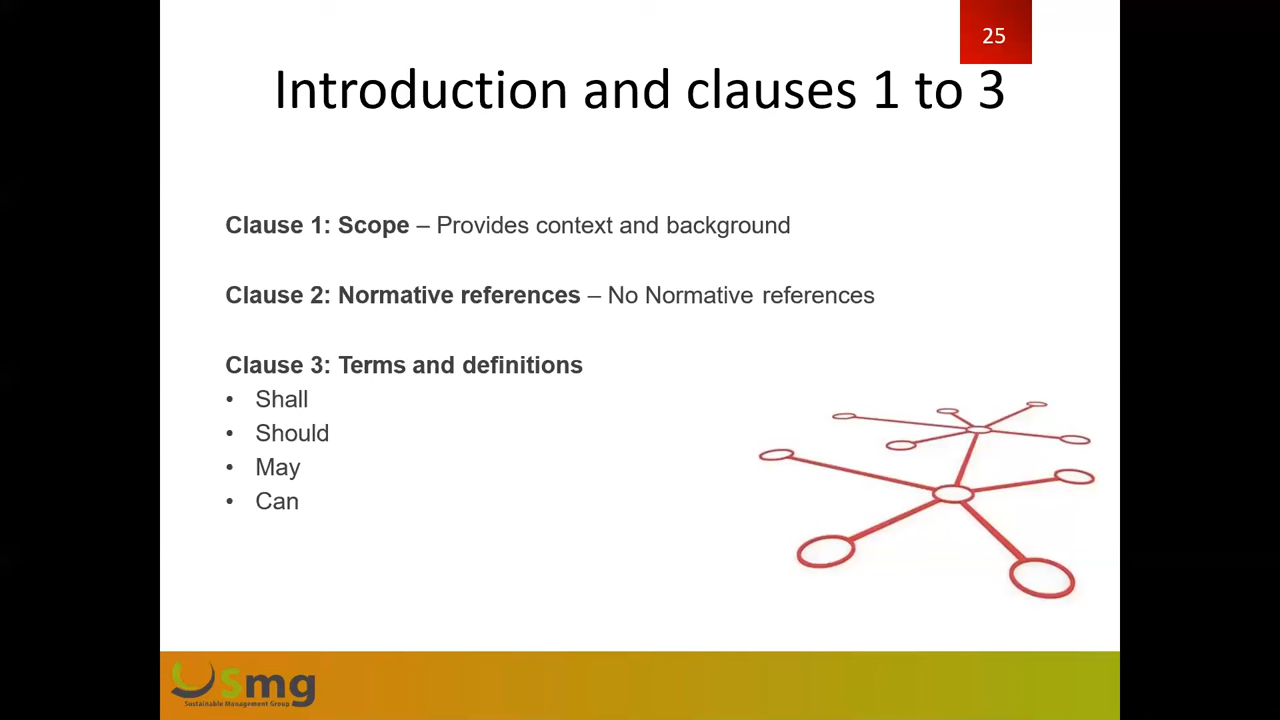 25
Introduction and clauses 1 to 3
Clause 1: Scope – Provides context and background
Clause 2: Normative references – No Normative references
Clause 3: Terms and definitions
• Shall
• Should
• May
• Can
Smg
Sustainable Management Group